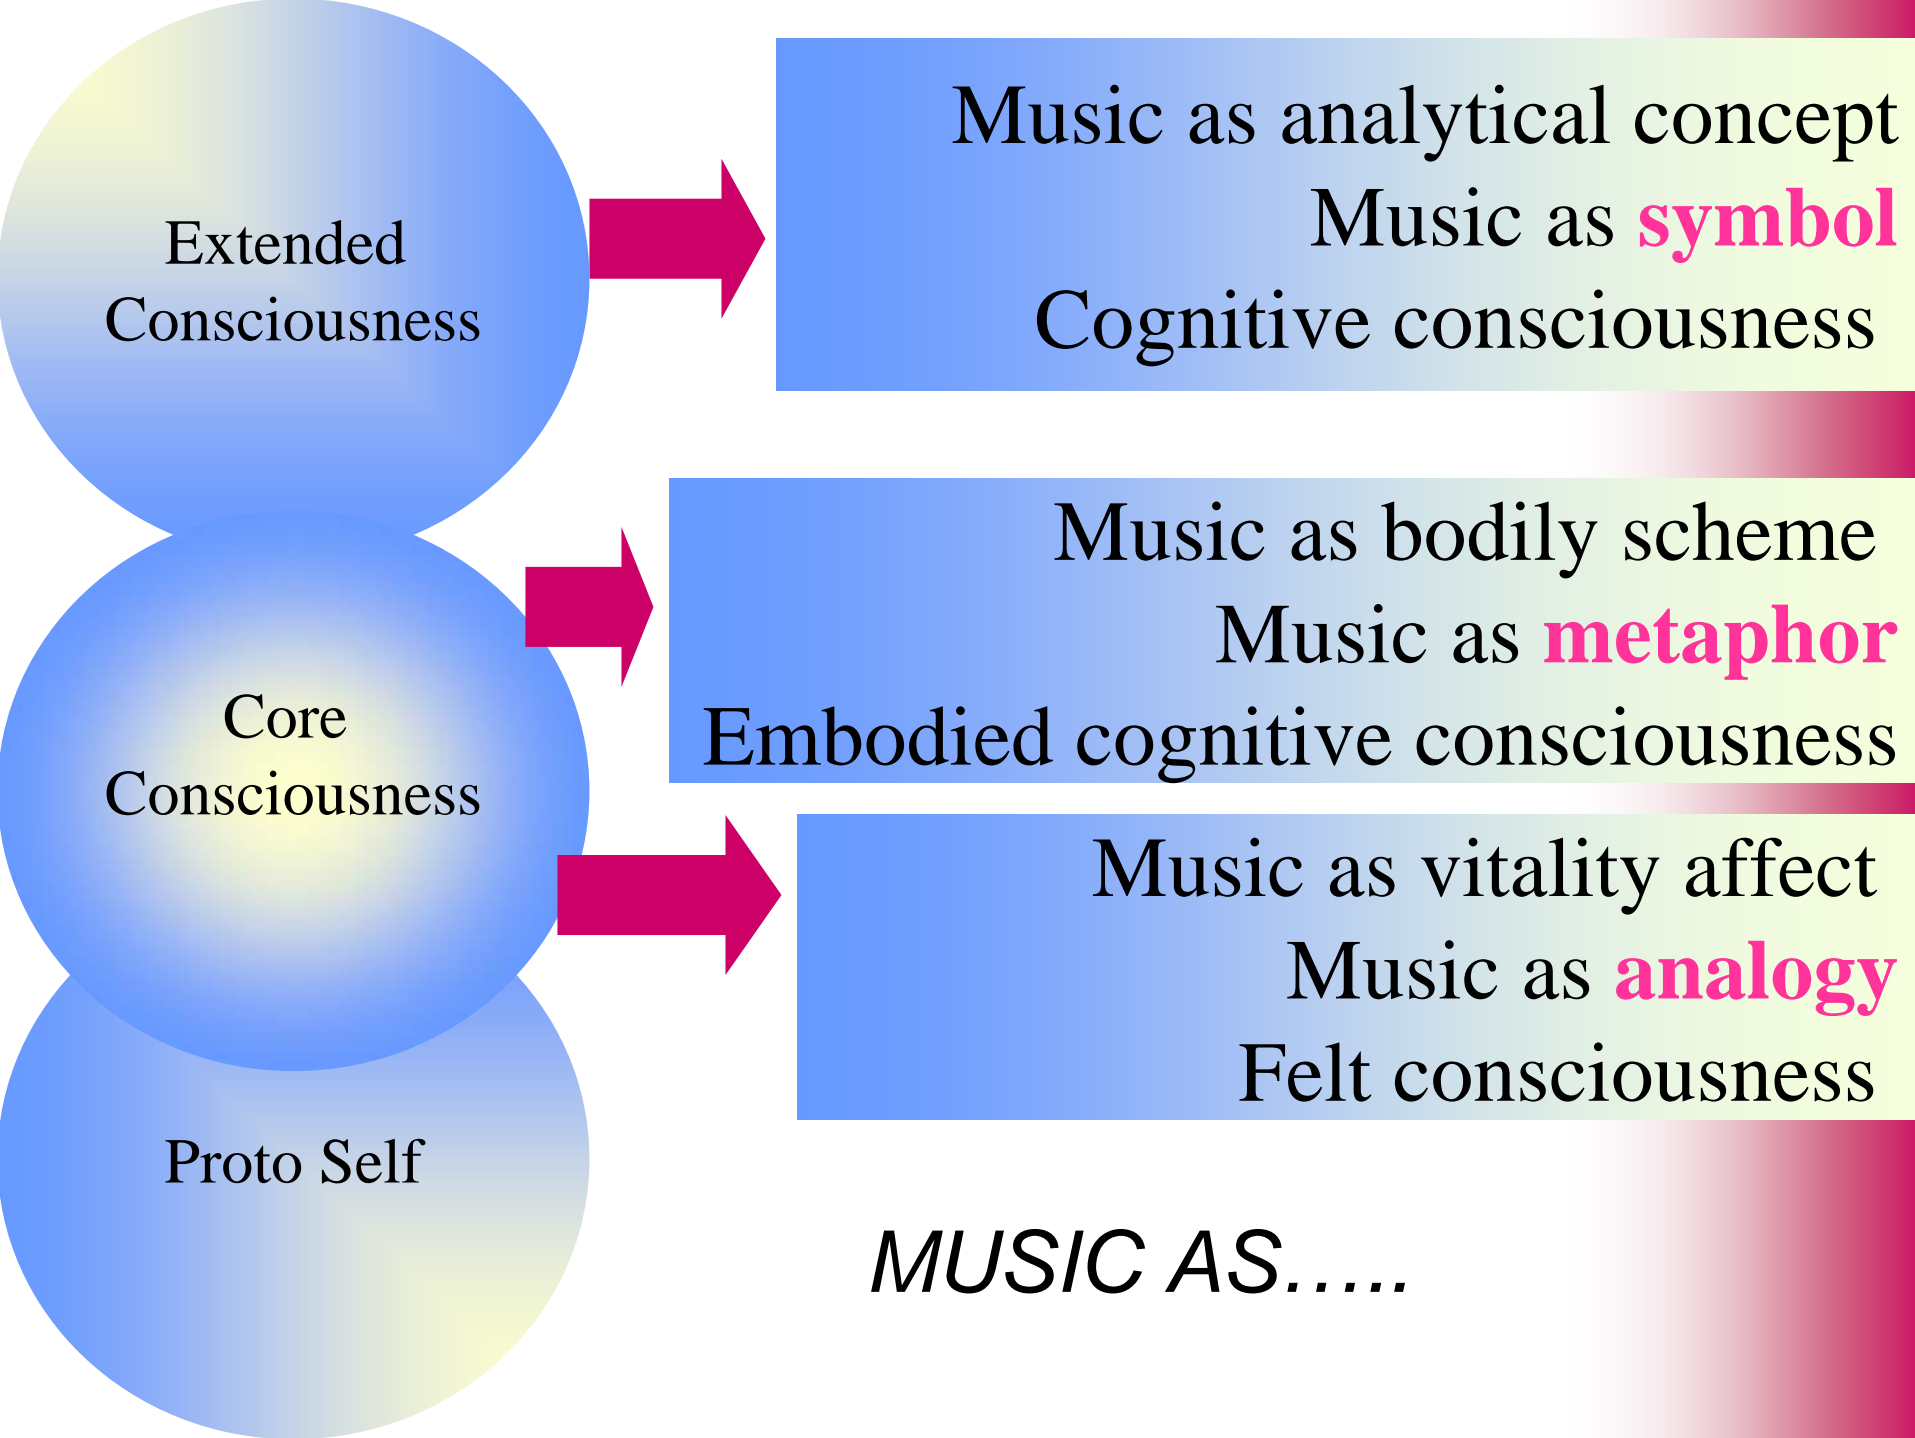 Extended
Consciousness
Music as analytical concept
Music as symbol
Cognitive consciousness
Core
Consciousness
Music as bodily scheme
Music as metaphor
Embodied cognitive consciousness
Music as vitality affect
Music as analogy
Felt consciousness
Proto Self
MUSIC AS…..